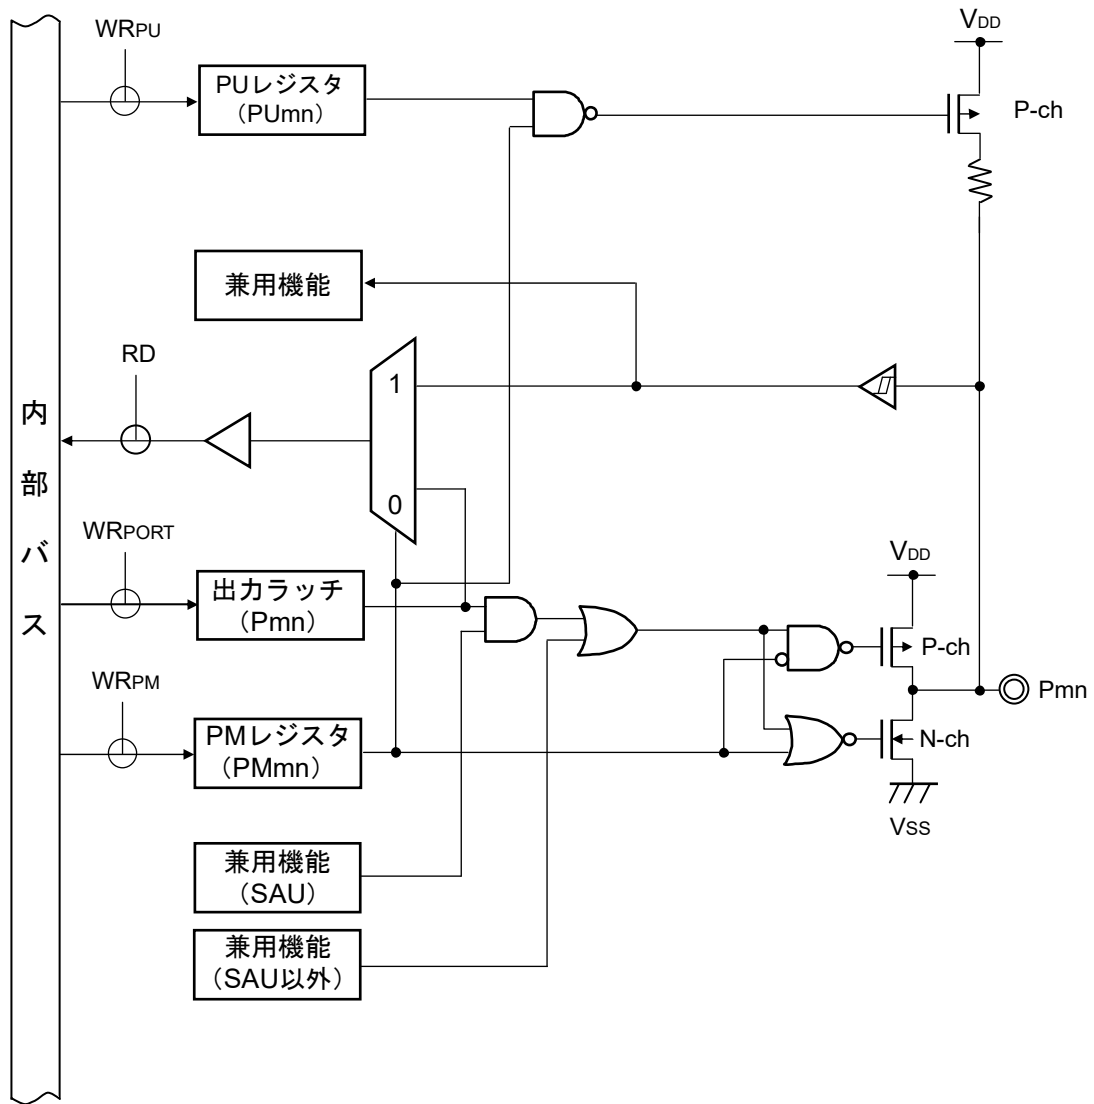 WRPU
VDD
PUレジスタ
(PUmn)
P-ch
兼用機能
RD
1
内部バス
0
WRPORT
VDD
出力ラッチ
(Pmn)
P-ch
WRPM
Pmn
PMレジスタ
(PMmn)
N-ch
VSS
兼用機能
(SAU)
兼用機能
(SAU以外)